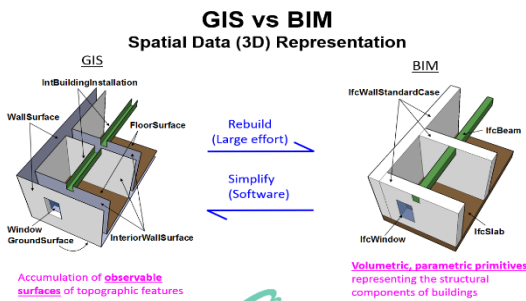 GIS vs BIM
Spatial Data (3D) Representation
GIS
IntBuildingInstallation
WallSurface
FloorSurface
Window
GroundSurface
InteriorWallSurface
Accumulation of observable
surfaces of topographic features
Rebuild
(Large effort)
Simplify
(Software)
BIM
IfcWallStandardCase
IfcBeam
IfcSlab
IfcWindow
Volumetric, parametric primitives
representing the structural
components of buildings